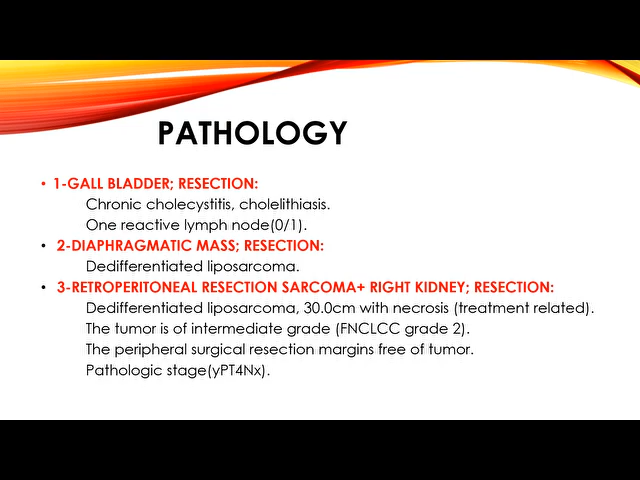 PATHOLOGY
• 1-GALL BLADDER; RESECTION:
Chronic cholecystitis, cholelithiasis.
One reactive lymph node(0/1).
• 2-DIAPHRAGMATIC MASS; RESECTION:
Dedifferentiated liposarcoma.
• 3-RETROPERITONEAL RESECTION SARCOMA+ RIGHT KIDNEY; RESECTION:
Dedifferentiated liposarcoma, 30.0cm with necrosis (treatment related).
The tumor is of intermediate grade (FNCLCC grade 2).
The peripheral surgical resection margins free of tumor.
Pathologic stage(yPT4Nx).